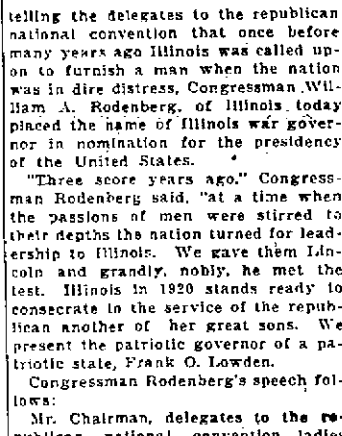 telling the delegates to the republican
national convention that once before
many years ago Illinois was called up-
on to furnish a man when the nation
was in dire distress, Congressman Wil-
liam A. Rodenberg, of Illinois today
placed the name of Illinois war gover-
nor in nomination for the presidency
of the United States.
"Three score years ago," Congress-
man Rodenberg said, "at a time when
the passions of men were stirred to
their depths the nation turned for lead-
ership to Illinois. We gave them Lin-
coln and grandly, nobly, he met the
test. Illinois in 1920 stands ready to
consecrate in the service of the repub-
lican another of her great sons. We
present the patriotic governor of a pa-
triotic state, Frank O. Lowden.
Congressman Rodenberg's speech fol-
lows:
Mr. Chairman, delegates to the re-
publican national convention ladies